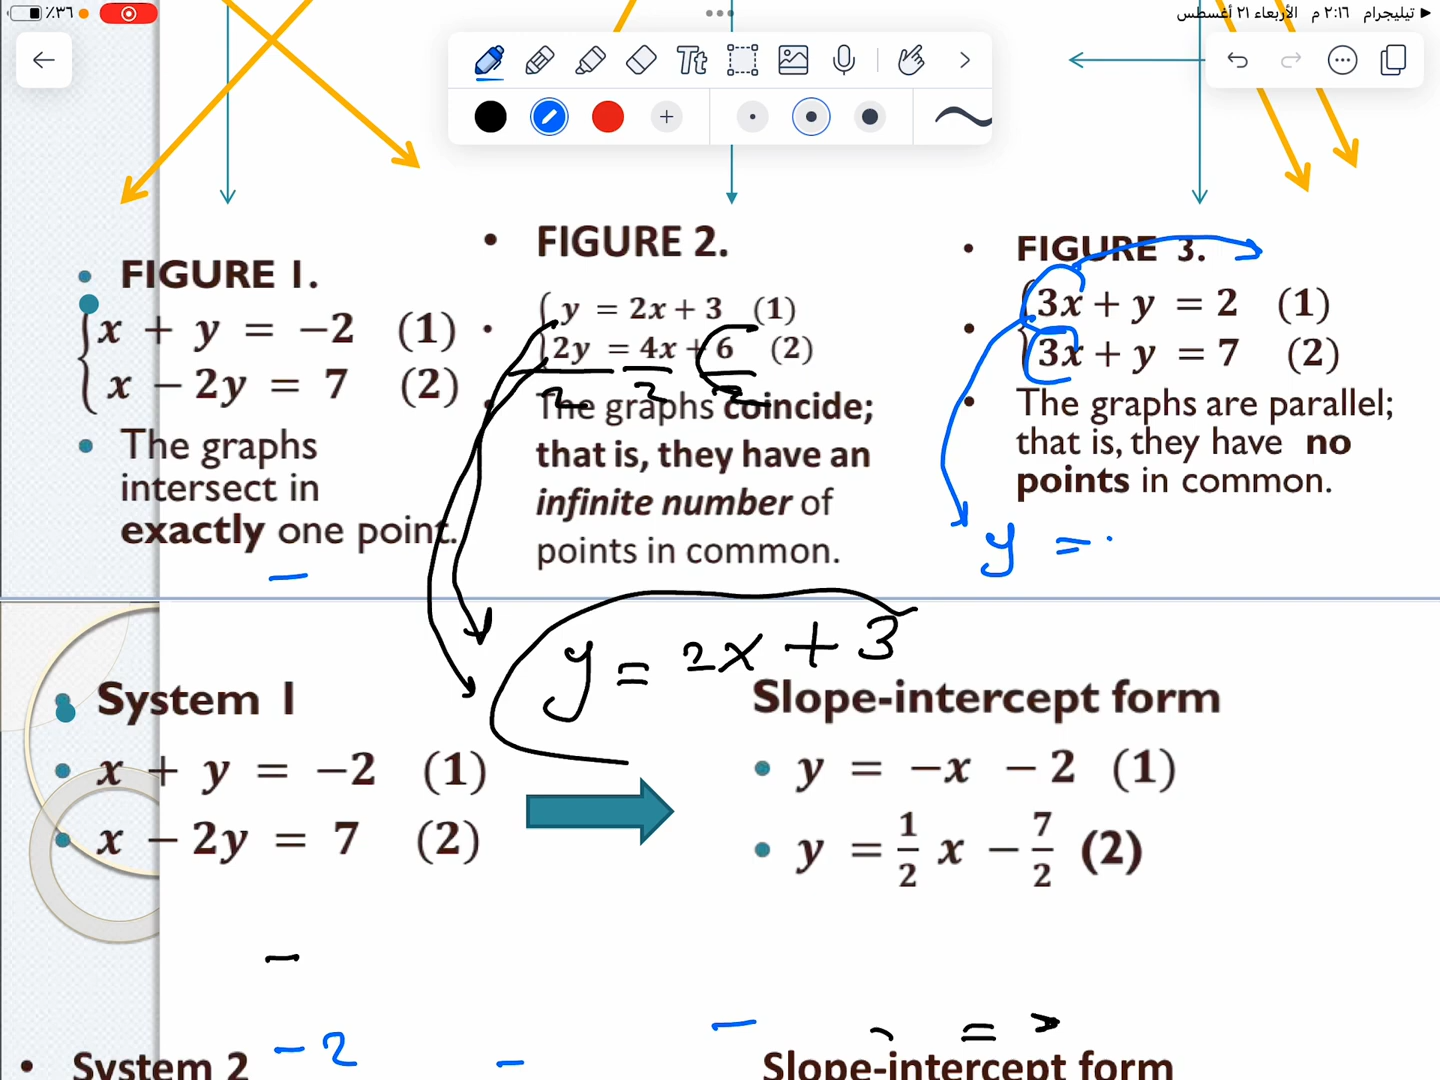 ٪٣٦
تيليجرام ٢:١٦ م الأربعاء ٢١ أغسطس
Tt
FIGURE 1.
x + y = −2 (1)
x − 2y = 7 (2)
The graphs
intersect in
exactly one point.
FIGURE 2.
y = 2x + 3 (1)
2y = 4x + 6 (2)
2 2 2
The graphs coincide;
that is, they have an
infinite number of
points in common.
FIGURE 3.
3x + y = 2 (1)
3x + y = 7 (2)
The graphs are parallel;
that is, they have no
points in common.
y =
y = 2x + 3
System 1
x + y = −2 (1)
x − 2y = 7 (2)
Slope-intercept form
y = −x − 2 (1)
y = 1/2 x − 7/2 (2)
− 2
=
System 2
Slope-intercept form